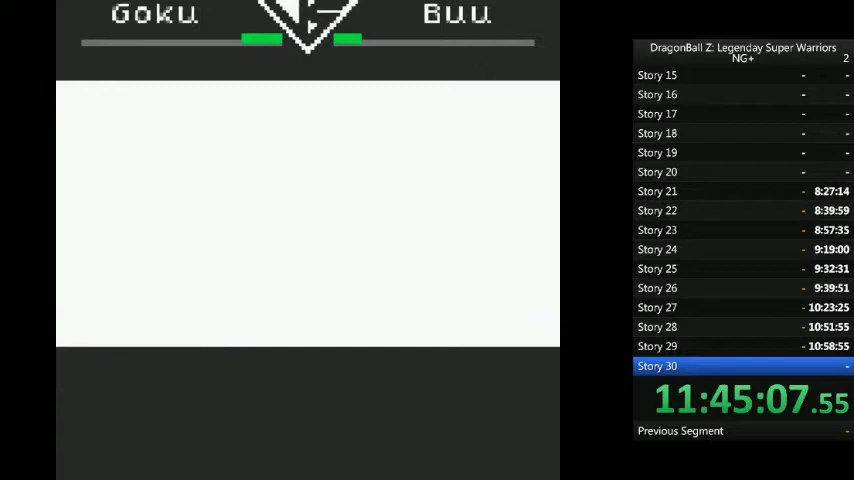 Goku Buu
DragonBall Z: Legenday Super Warriors
NG+ 2
Story 15 - -
Story 16 - -
Story 17 - -
Story 18 - -
Story 19 - -
Story 20 - -
Story 21 - 8:27:14
Story 22 - 8:39:59
Story 23 - 8:57:35
Story 24 - 9:19:00
Story 25 - 9:32:31
Story 26 - 9:39:51
Story 27 - 10:23:25
Story 28 - 10:51:55
Story 29 - 10:58:55
Story 30 -
11:45:07.55
Previous Segment -